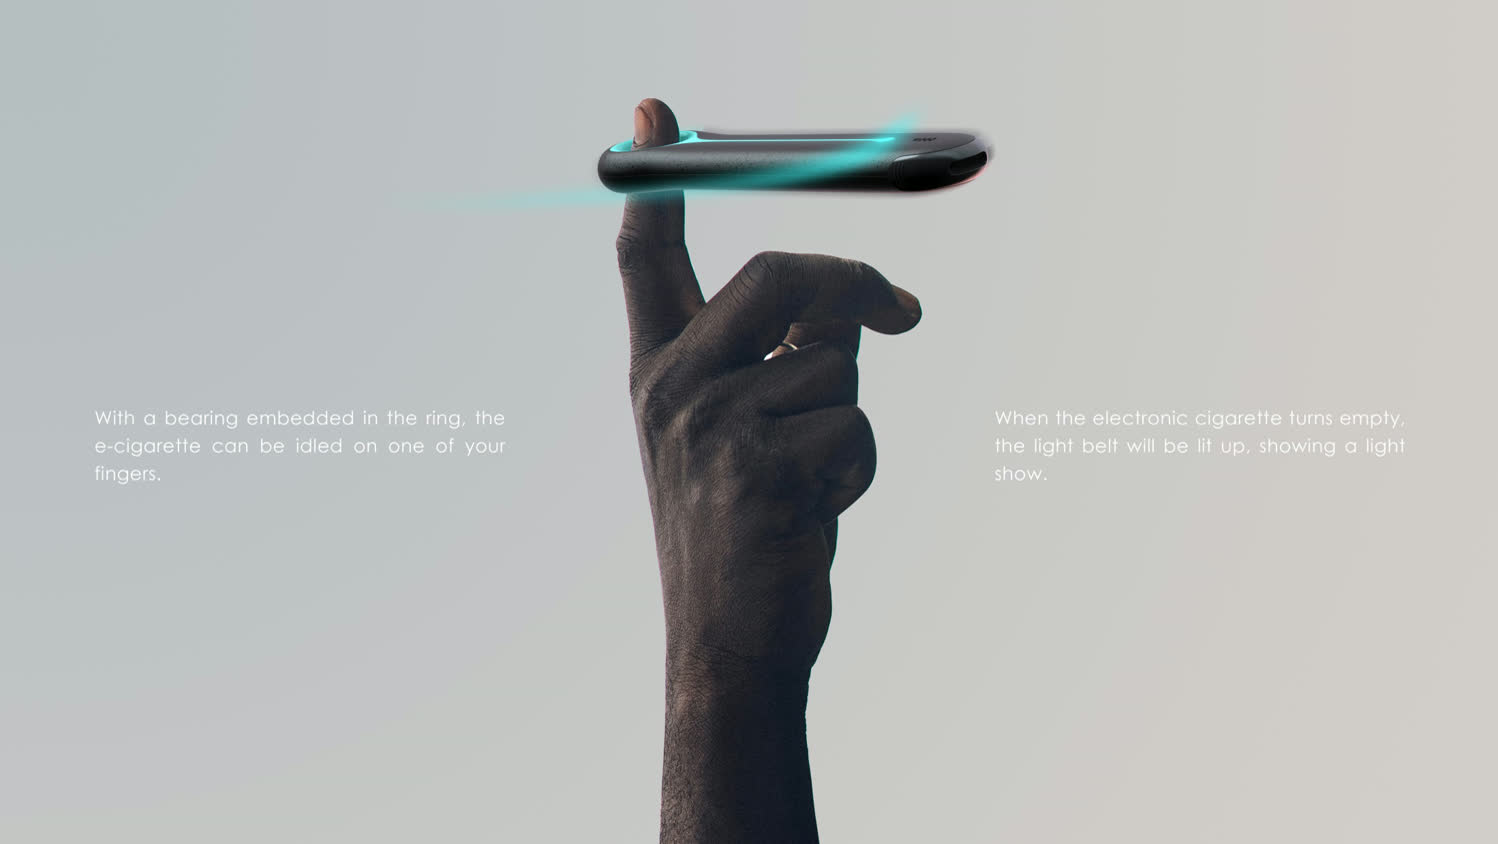 With a bearing embedded in the ring, the
e-cigarette can be idled on one of your
fingers.
When the electronic cigarette turns empty,
the light belt will be lit up, showing a light
show.